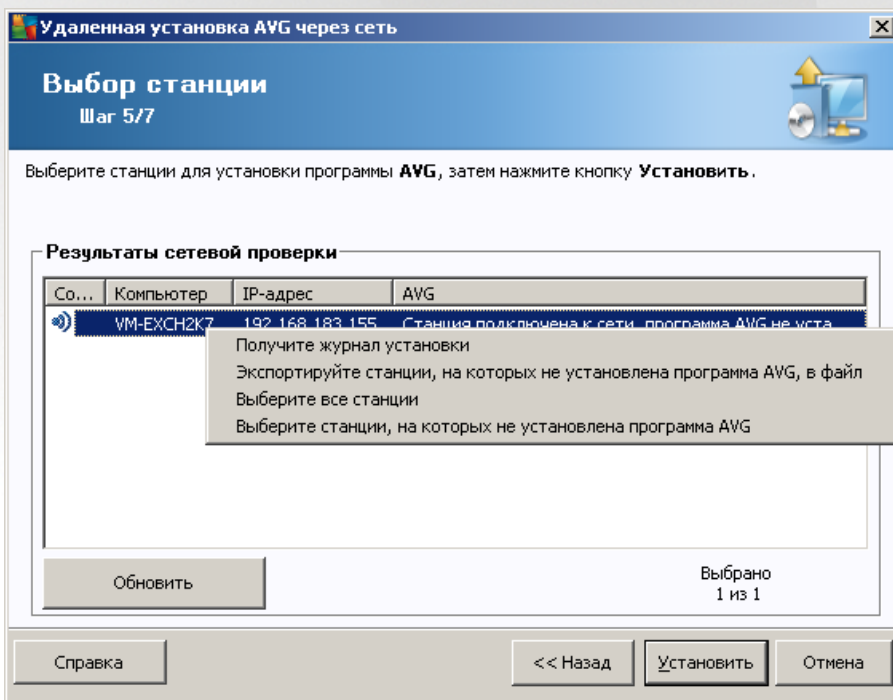 Удаленная установка AVG через сеть
Выбор станции
Шаг 5/7
Выберите станции для установки программы AVG, затем нажмите кнопку Установить.
Результаты сетевой проверки
Со... Компьютер IP-адрес AVG
VM-EXCH2K7 192.168.183.155 Станция подключена к сети, программа AVG не уста...
Получите журнал установки
Экспортируйте станции, на которых не установлена программа AVG, в файл
Выберите все станции
Выберите станции, на которых не установлена программа AVG
Обновить
Выбрано
1 из 1
Справка
<< Назад
Установить
Отмена